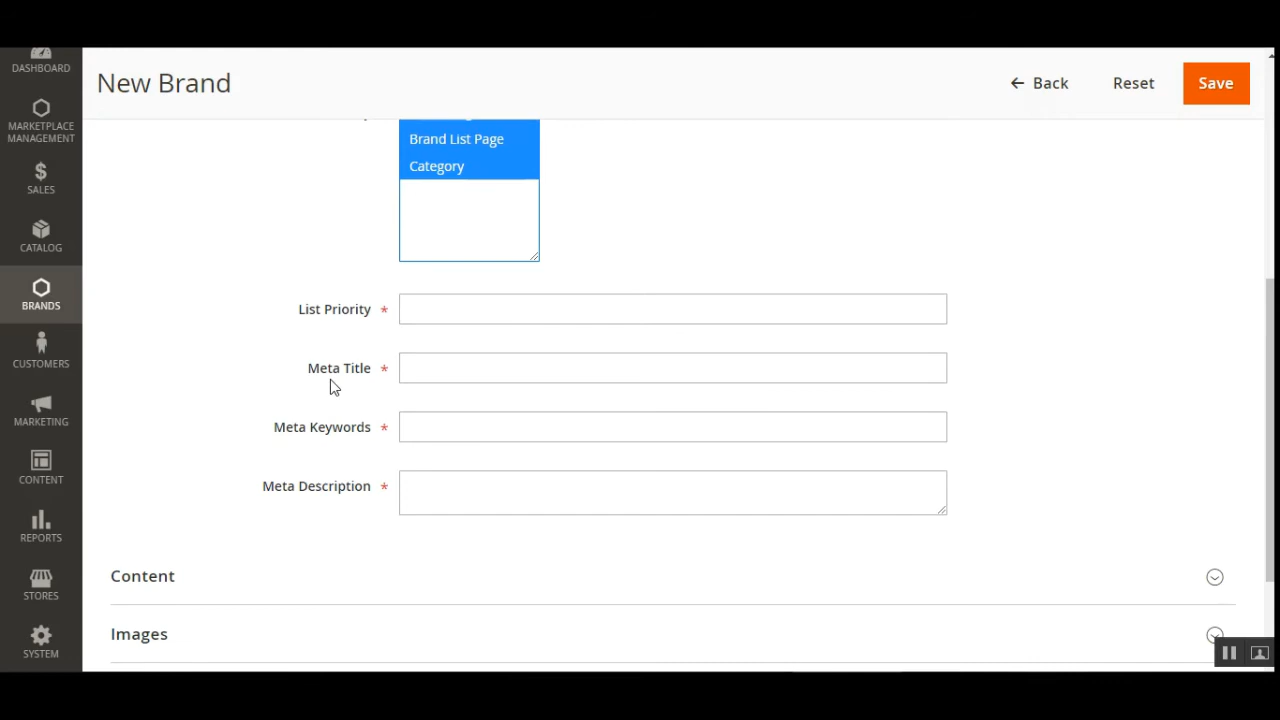 DASHBOARD
MARKETPLACE
MANAGEMENT
SALES
CATALOG
BRANDS
CUSTOMERS
MARKETING
CONTENT
REPORTS
STORES
SYSTEM
New Brand
Back
Reset
Save
Brand List Page
Category
List Priority *
Meta Title *
Meta Keywords *
Meta Description *
Content
Images